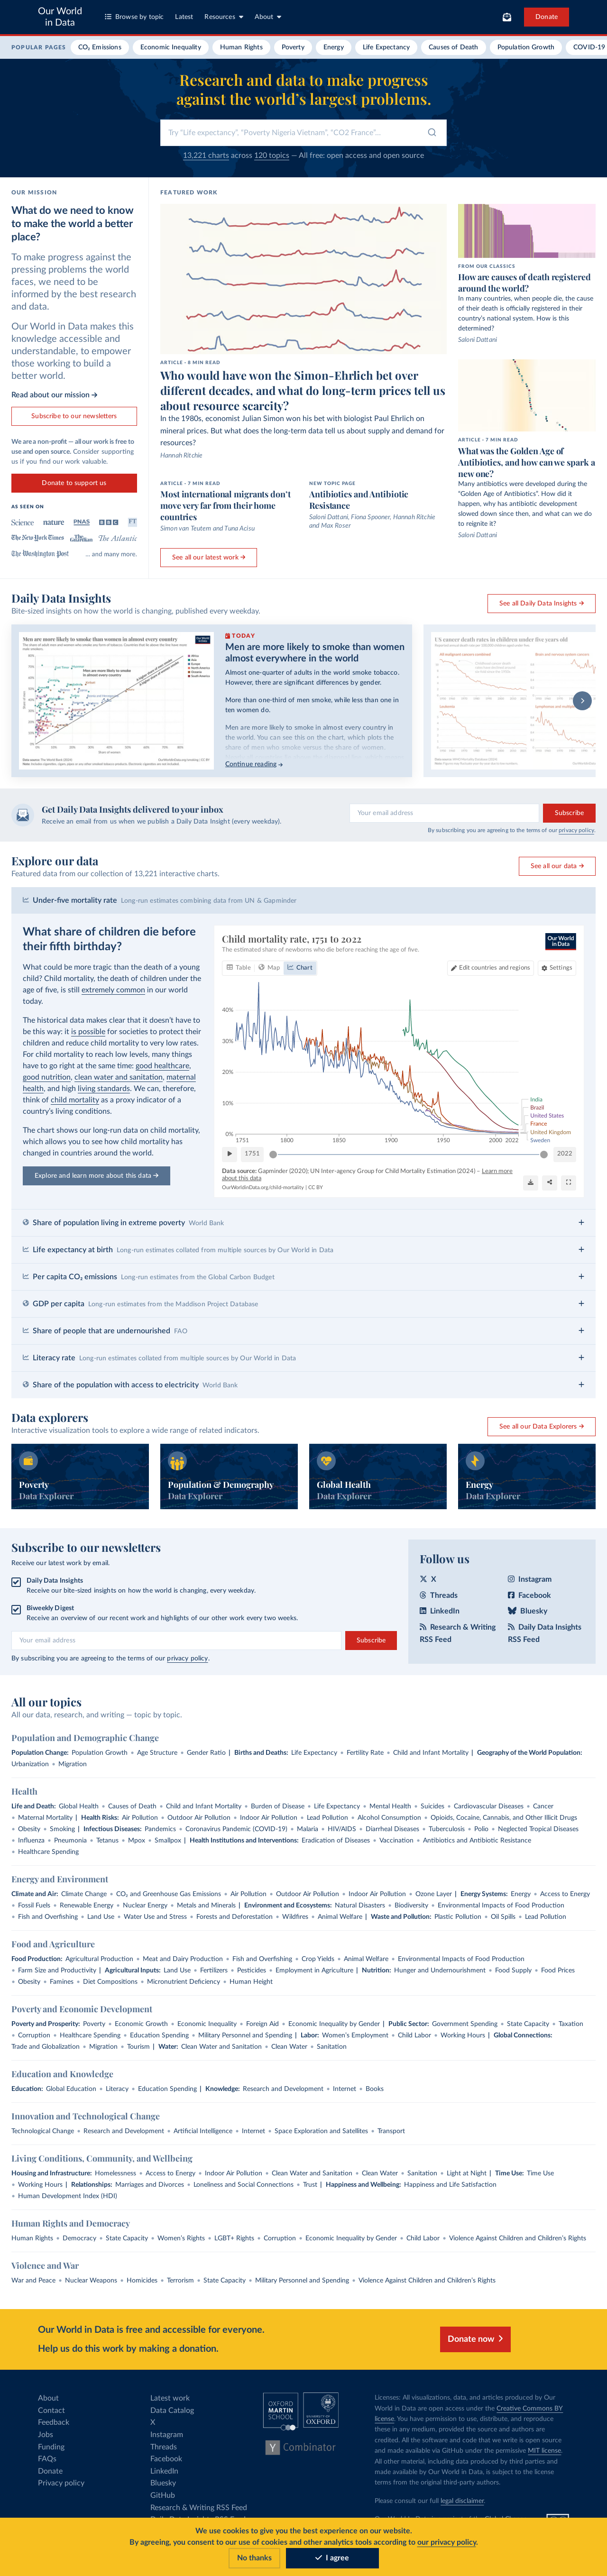 Our World
in Data
Browse by topic
Latest
Resources
About
Donate
POPULAR PAGES
CO₂ Emissions
Economic Inequality
Human Rights
Poverty
Energy
Life Expectancy
Causes of Death
Population Growth
COVID-19
Research and data to make progress
against the world's largest problems.
Try "Life expectancy", "Poverty Nigeria Vietnam", "CO2 France"...
13,221 charts across 120 topics — All free: open access and open source
OUR MISSION
What do we need to know
to make the world a better
place?
To make progress against the
pressing problems the world
faces, we need to be
informed by the best research
and data.
Our World in Data makes this
knowledge accessible and
understandable, to empower
those working to build a
better world.
Read about our mission →
Subscribe to our newsletters
We are a non-profit — all our work is free to
use and open source. Consider supporting
us if you find our work valuable.
Donate to support us
AS SEEN ON
Science
nature
PNAS
BBC
FT
The New York Times
The Guardian
The Atlantic
The Washington Post
... and many more.
FEATURED WORK
ARTICLE • 8 MIN READ
Who would have won the Simon-Ehrlich bet over
different decades, and what do long-term prices tell us
about resource scarcity?
In the 1980s, economist Julian Simon won his bet with biologist Paul Ehrlich on
mineral prices. But what does the long-term data tell us about supply and demand for
resources?
Hannah Ritchie
ARTICLE • 7 MIN READ
Most international migrants don't
move very far from their home
countries
Simon van Teutem and Tuna Acisu
NEW TOPIC PAGE
Antibiotics and Antibiotic
Resistance
Saloni Dattani, Fiona Spooner, Hannah Ritchie
and Max Roser
See all our latest work →
FROM OUR CLASSICS
How are causes of death registered
around the world?
In many countries, when people die, the cause
of their death is officially registered in their
country's national system. How is this
determined?
Saloni Dattani
ARTICLE • 7 MIN READ
What was the Golden Age of
Antibiotics, and how can we spark a
new one?
Many antibiotics were developed during the
"Golden Age of Antibiotics". How did it
happen, why has antibiotic development
slowed down since then, and what can we do
to reignite it?
Saloni Dattani
Daily Data Insights
Bite-sized insights on how the world is changing, published every weekday.
See all Daily Data Insights →
Men are more likely to smoke than women in almost every country
TODAY
Men are more likely to smoke than women
almost everywhere in the world
Almost one-quarter of adults in the world smoke tobacco.
However, there are significant differences by gender.
More than one-third of men smoke, while less than one in
ten women do.
Men are more likely to smoke in almost every country in
the world. You can see this on the chart, which plots the
share of men who smoke versus the share of women.
Continue reading →
US cancer death rates in children under five years old
Get Daily Data Insights delivered to your inbox
Receive an email from us when we publish a Daily Data Insight (every weekday).
Your email address
Subscribe
By subscribing you are agreeing to the terms of our privacy policy.
Explore our data
Featured data from our collection of 13,221 interactive charts.
See all our data →
Under-five mortality rate Long-run estimates combining data from UN & Gapminder
What share of children die before
their fifth birthday?
What could be more tragic than the death of a young
child? Child mortality, the death of children under the
age of five, is still extremely common in our world
today.
The historical data makes clear that it doesn't have to
be this way: it is possible for societies to protect their
children and reduce child mortality to very low rates.
For child mortality to reach low levels, many things
have to go right at the same time: good healthcare,
good nutrition, clean water and sanitation, maternal
health, and high living standards. We can, therefore,
think of child mortality as a proxy indicator of a
country's living conditions.
The chart shows our long-run data on child mortality,
which allows you to see how child mortality has
changed in countries around the world.
Explore and learn more about this data →
Child mortality rate, 1751 to 2022
The estimated share of newborns who die before reaching the age of five.
Our World
in Data
Table
Map
Chart
Edit countries and regions
Settings
40%
30%
20%
10%
0%
1751
1800
1850
1900
1950
2000
2022
India
Brazil
United States
France
United Kingdom
Sweden
1751
2022
Data source: Gapminder (2020); UN Inter-agency Group for Child Mortality Estimation (2024) – Learn more
about this data
OurWorldinData.org/child-mortality | CC BY
Share of population living in extreme poverty World Bank
Life expectancy at birth Long-run estimates collated from multiple sources by Our World in Data
Per capita CO₂ emissions Long-run estimates from the Global Carbon Budget
GDP per capita Long-run estimates from the Maddison Project Database
Share of people that are undernourished FAO
Literacy rate Long-run estimates collated from multiple sources by Our World in Data
Share of the population with access to electricity World Bank
Data explorers
Interactive visualization tools to explore a wide range of related indicators.
See all our Data Explorers →
Poverty
Data Explorer
Population & Demography
Data Explorer
Global Health
Data Explorer
Energy
Data Explorer
Subscribe to our newsletters
Receive our latest work by email.
Daily Data Insights
Receive our bite-sized insights on how the world is changing, every weekday.
Biweekly Digest
Receive an overview of our recent work and highlights of our other work every two weeks.
Your email address
Subscribe
By subscribing you are agreeing to the terms of our privacy policy.
Follow us
X
Instagram
Threads
Facebook
LinkedIn
Bluesky
Research & Writing
RSS Feed
Daily Data Insights
RSS Feed
All our topics
All our data, research, and writing — topic by topic.
Population and Demographic Change
Population Change: Population Growth • Age Structure • Gender Ratio | Births and Deaths: Life Expectancy • Fertility Rate • Child and Infant Mortality | Geography of the World Population:
Urbanization • Migration
Health
Life and Death: Global Health • Causes of Death • Child and Infant Mortality • Burden of Disease • Life Expectancy • Mental Health • Suicides • Cardiovascular Diseases • Cancer
• Maternal Mortality | Health Risks: Air Pollution • Outdoor Air Pollution • Indoor Air Pollution • Lead Pollution • Alcohol Consumption • Opioids, Cocaine, Cannabis, and Other Illicit Drugs
• Obesity • Smoking | Infectious Diseases: Pandemics • Coronavirus Pandemic (COVID-19) • Malaria • HIV/AIDS • Diarrheal Diseases • Tuberculosis • Polio • Neglected Tropical Diseases
• Influenza • Pneumonia • Tetanus • Mpox • Smallpox | Health Institutions and Interventions: Eradication of Diseases • Vaccination • Antibiotics and Antibiotic Resistance
• Healthcare Spending
Energy and Environment
Climate and Air: Climate Change • CO₂ and Greenhouse Gas Emissions • Air Pollution • Outdoor Air Pollution • Indoor Air Pollution • Ozone Layer | Energy Systems: Energy • Access to Energy
• Fossil Fuels • Renewable Energy • Nuclear Energy • Metals and Minerals | Environment and Ecosystems: Natural Disasters • Biodiversity • Environmental Impacts of Food Production
• Fish and Overfishing • Land Use • Water Use and Stress • Forests and Deforestation • Wildfires • Animal Welfare | Waste and Pollution: Plastic Pollution • Oil Spills • Lead Pollution
Food and Agriculture
Food Production: Agricultural Production • Meat and Dairy Production • Fish and Overfishing • Crop Yields • Animal Welfare • Environmental Impacts of Food Production
• Farm Size and Productivity | Agricultural Inputs: Land Use • Fertilizers • Pesticides • Employment in Agriculture | Nutrition: Hunger and Undernourishment • Food Supply • Food Prices
• Obesity • Famines • Diet Compositions • Micronutrient Deficiency • Human Height
Poverty and Economic Development
Poverty and Prosperity: Poverty • Economic Growth • Economic Inequality • Foreign Aid • Economic Inequality by Gender | Public Sector: Government Spending • State Capacity • Taxation
• Corruption • Healthcare Spending • Education Spending • Military Personnel and Spending | Labor: Women's Employment • Child Labor • Working Hours | Global Connections:
Trade and Globalization • Migration • Tourism | Water: Clean Water and Sanitation • Clean Water • Sanitation
Education and Knowledge
Education: Global Education • Literacy • Education Spending | Knowledge: Research and Development • Internet • Books
Innovation and Technological Change
Technological Change • Research and Development • Artificial Intelligence • Internet • Space Exploration and Satellites • Transport
Living Conditions, Community, and Wellbeing
Housing and Infrastructure: Homelessness • Access to Energy • Indoor Air Pollution • Clean Water and Sanitation • Clean Water • Sanitation • Light at Night | Time Use: Time Use
• Working Hours | Relationships: Marriages and Divorces • Loneliness and Social Connections • Trust | Happiness and Wellbeing: Happiness and Life Satisfaction
• Human Development Index (HDI)
Human Rights and Democracy
Human Rights • Democracy • State Capacity • Women's Rights • LGBT+ Rights • Corruption • Economic Inequality by Gender • Child Labor • Violence Against Children and Children's Rights
Violence and War
War and Peace • Nuclear Weapons • Homicides • Terrorism • State Capacity • Military Personnel and Spending • Violence Against Children and Children's Rights
Our World in Data is free and accessible for everyone.
Help us do this work by making a donation.
Donate now
About
Contact
Feedback
Jobs
Funding
FAQs
Donate
Privacy policy
Latest work
Data Catalog
X
Instagram
Threads
Facebook
LinkedIn
Bluesky
GitHub
Research & Writing RSS Feed
OXFORD
MARTIN
SCHOOL
UNIVERSITY OF
OXFORD
Y Combinator
Licenses: All visualizations, data, and articles produced by Our
World in Data are open access under the Creative Commons BY
license. You have permission to use, distribute, and reproduce
these in any medium, provided the source and authors are
credited. All the software and code that we write is open source
and made available via GitHub under the permissive MIT license.
All other material, including data produced by third parties and
made available by Our World in Data, is subject to the license
terms from the original third-party authors.
Please consult our full legal disclaimer.
We use cookies to give you the best experience on our website.
By agreeing, you consent to our use of cookies and other analytics tools according to our privacy policy.
No thanks
I agree